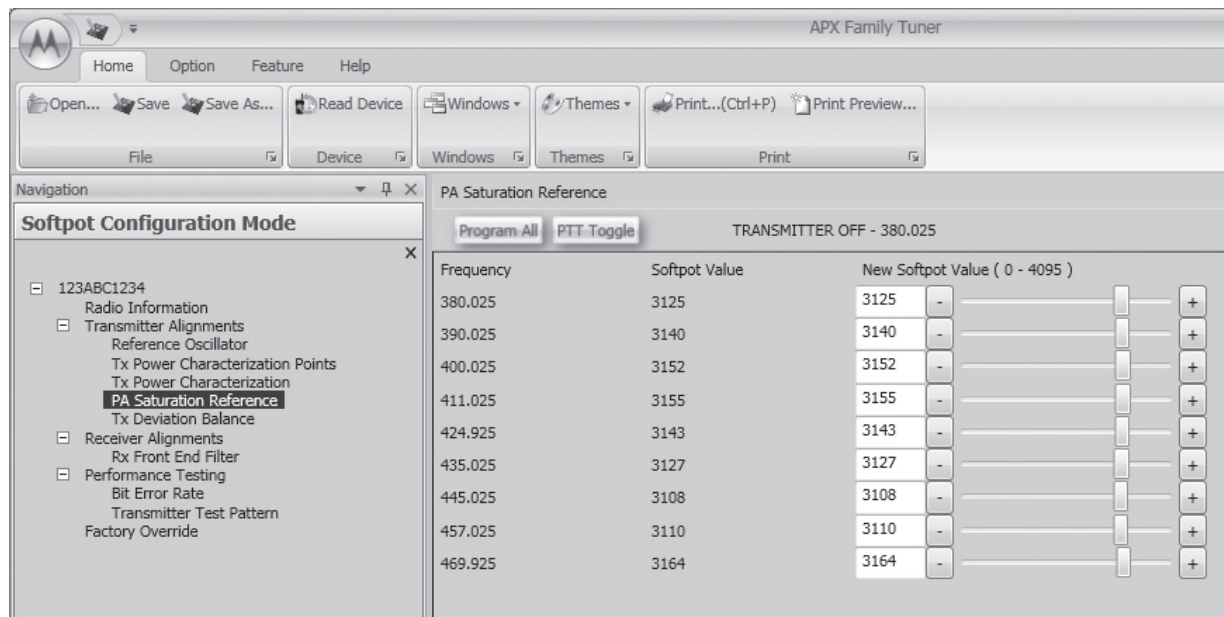 APX Family Tuner
Home Option Feature Help
Open... Save Save As... Read Device Windows Themes Print...(Ctrl+P) Print Preview...
File Device Windows Themes Print
Navigation
Softpot Configuration Mode
123ABC1234
Radio Information
Transmitter Alignments
Reference Oscillator
Tx Power Characterization Points
Tx Power Characterization
PA Saturation Reference
Tx Deviation Balance
Receiver Alignments
Rx Front End Filter
Performance Testing
Bit Error Rate
Transmitter Test Pattern
Factory Override
PA Saturation Reference
Program All PTT Toggle TRANSMITTER OFF - 380.025
Frequency Softpot Value New Softpot Value ( 0 - 4095 )
380.025 3125 3125 - +
390.025 3140 3140 - +
400.025 3152 3152 - +
411.025 3155 3155 - +
424.925 3143 3143 - +
435.025 3127 3127 - +
445.025 3108 3108 - +
457.025 3110 3110 - +
469.925 3164 3164 - +